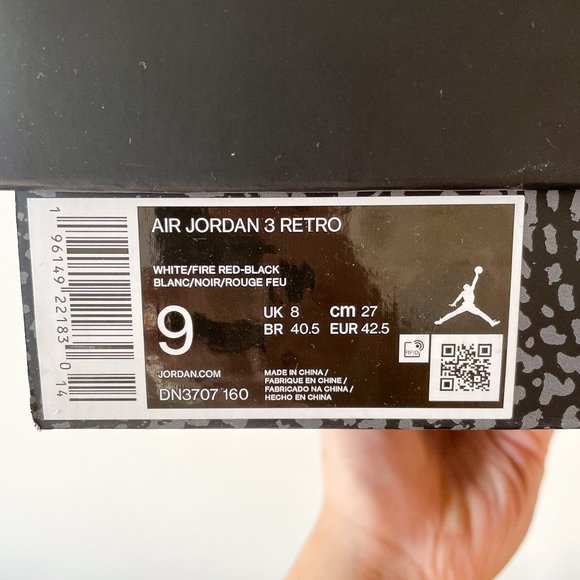 AIR JORDAN 3 RETRO
WHITE/FIRE RED-BLACK
BLANC/NOIR/ROUGE FEU
9
UK 8 cm 27
BR 40.5 EUR 42.5
JORDAN.COM
DN3707 160
MADE IN CHINA /
FABRIQUE EN CHINE /
FABRICADO NA CHINA /
HECHO EN CHINA
RFID
1 96149 22183 0 14